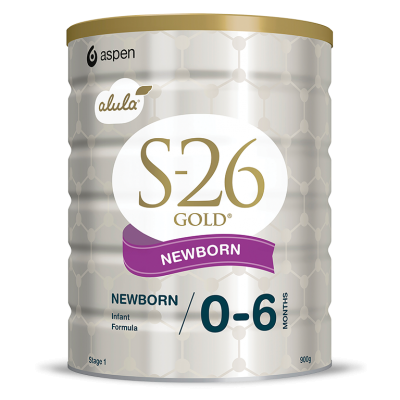 aspen
alula
S-26
GOLD®
NEWBORN
NEWBORN / 0-6 MONTHS
Infant
Formula
Stage 1
900g